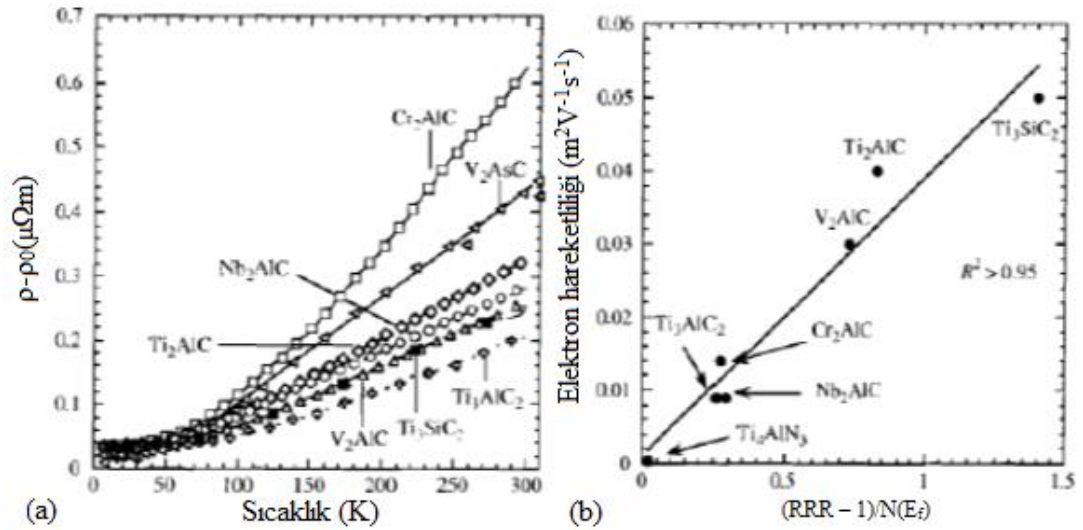 0.7
0.6
0.5
0.4
0.3
0.2
0.1
0
ρ-ρ0(μΩm)
Cr₂AlC
V₂AsC
Nb₂AlC
Ti₂AlC
Ti₃AlC₂
Ti₃SiC₂
V₂AlC
0 50 100 150 200 250 300
(a) Sıcaklık (K)
0.06
0.05
0.04
0.03
0.02
0.01
0
Elektron hareketliliği (m²V⁻¹s⁻¹)
Ti₃SiC₂
Ti₂AlC
V₂AlC
R² > 0.95
Ti₃AlC₂
Cr₂AlC
Nb₂AlC
Ti₄AlN₃
0 0.5 1 1.5
(b) (RRR – 1)/N(E<sub>f</sub>)